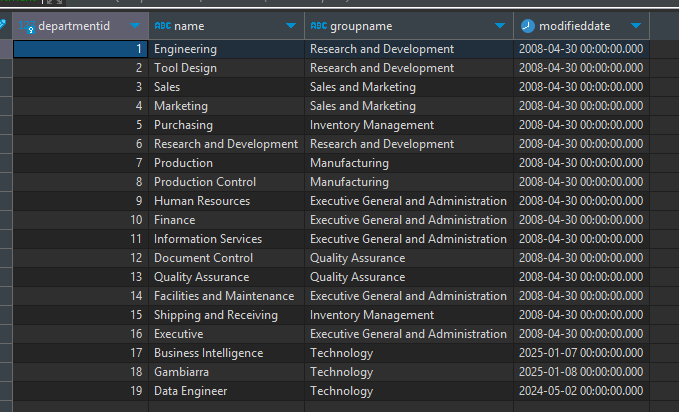 departmentid ABC name ABC groupname modifieddate
1 Engineering Research and Development 2008-04-30 00:00:00.000
2 Tool Design Research and Development 2008-04-30 00:00:00.000
3 Sales Sales and Marketing 2008-04-30 00:00:00.000
4 Marketing Sales and Marketing 2008-04-30 00:00:00.000
5 Purchasing Inventory Management 2008-04-30 00:00:00.000
6 Research and Development Research and Development 2008-04-30 00:00:00.000
7 Production Manufacturing 2008-04-30 00:00:00.000
8 Production Control Manufacturing 2008-04-30 00:00:00.000
9 Human Resources Executive General and Administration 2008-04-30 00:00:00.000
10 Finance Executive General and Administration 2008-04-30 00:00:00.000
11 Information Services Executive General and Administration 2008-04-30 00:00:00.000
12 Document Control Quality Assurance 2008-04-30 00:00:00.000
13 Quality Assurance Quality Assurance 2008-04-30 00:00:00.000
14 Facilities and Maintenance Executive General and Administration 2008-04-30 00:00:00.000
15 Shipping and Receiving Inventory Management 2008-04-30 00:00:00.000
16 Executive Executive General and Administration 2008-04-30 00:00:00.000
17 Business Intelligence Technology 2025-01-07 00:00:00.000
18 Gambiarra Technology 2025-01-08 00:00:00.000
19 Data Engineer Technology 2024-05-02 00:00:00.000